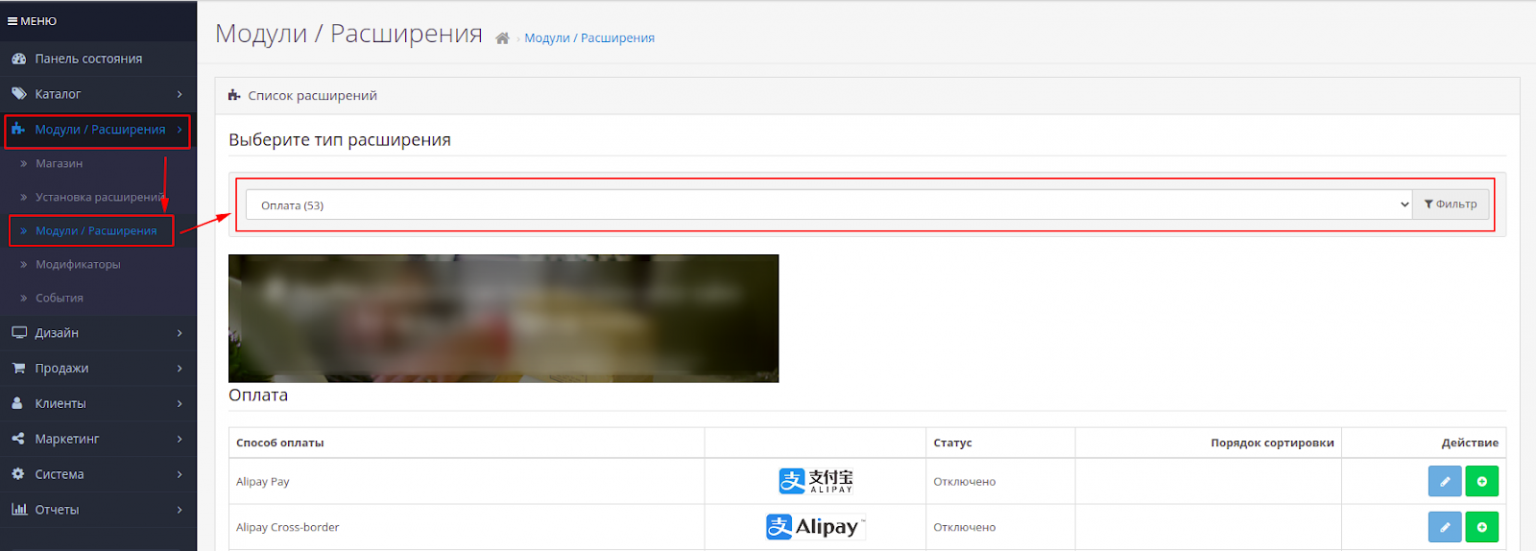 МЕНЮ
Панель состояния
Каталог
Модули / Расширения
Магазин
Установка расширений
Модули / Расширения
Модификаторы
События
Дизайн
Продажи
Клиенты
Маркетинг
Система
Отчеты
Модули / Расширения Модули / Расширения
Список расширений
Выберите тип расширения
Оплата (53) Фильтр
Оплата
Способ оплаты Статус Порядок сортировки Действие
Alipay Pay 支 支付宝 ALIPAY Отключено
Alipay Cross-border 支 Alipay™ Отключено